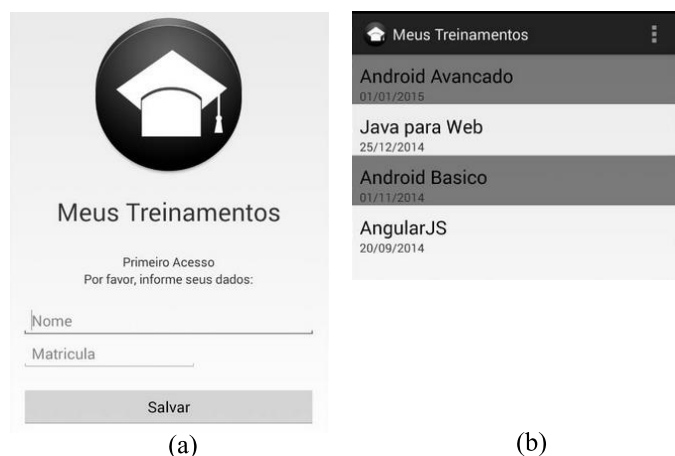 Meus Treinamentos
Primeiro Acesso
Por favor, informe seus dados:
Nome
Matricula
Salvar
(a)
Meus Treinamentos
Android Avancado
01/01/2015
Java para Web
25/12/2014
Android Basico
01/11/2014
AngularJS
20/09/2014
(b)